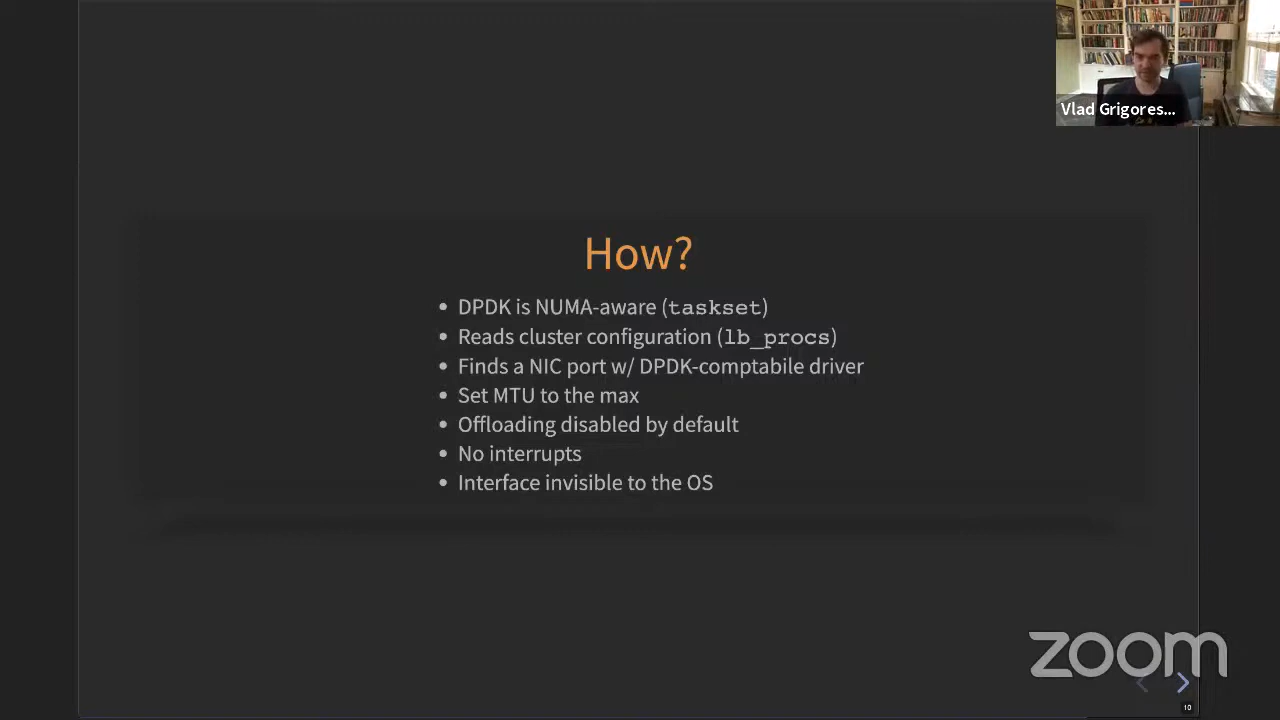 Vlad Grigores...
How?
DPDK is NUMA-aware (taskset)
Reads cluster configuration (lb_procs)
Finds a NIC port w/ DPDK-comptabile driver
Set MTU to the max
Offloading disabled by default
No interrupts
Interface invisible to the OS
zoom
10